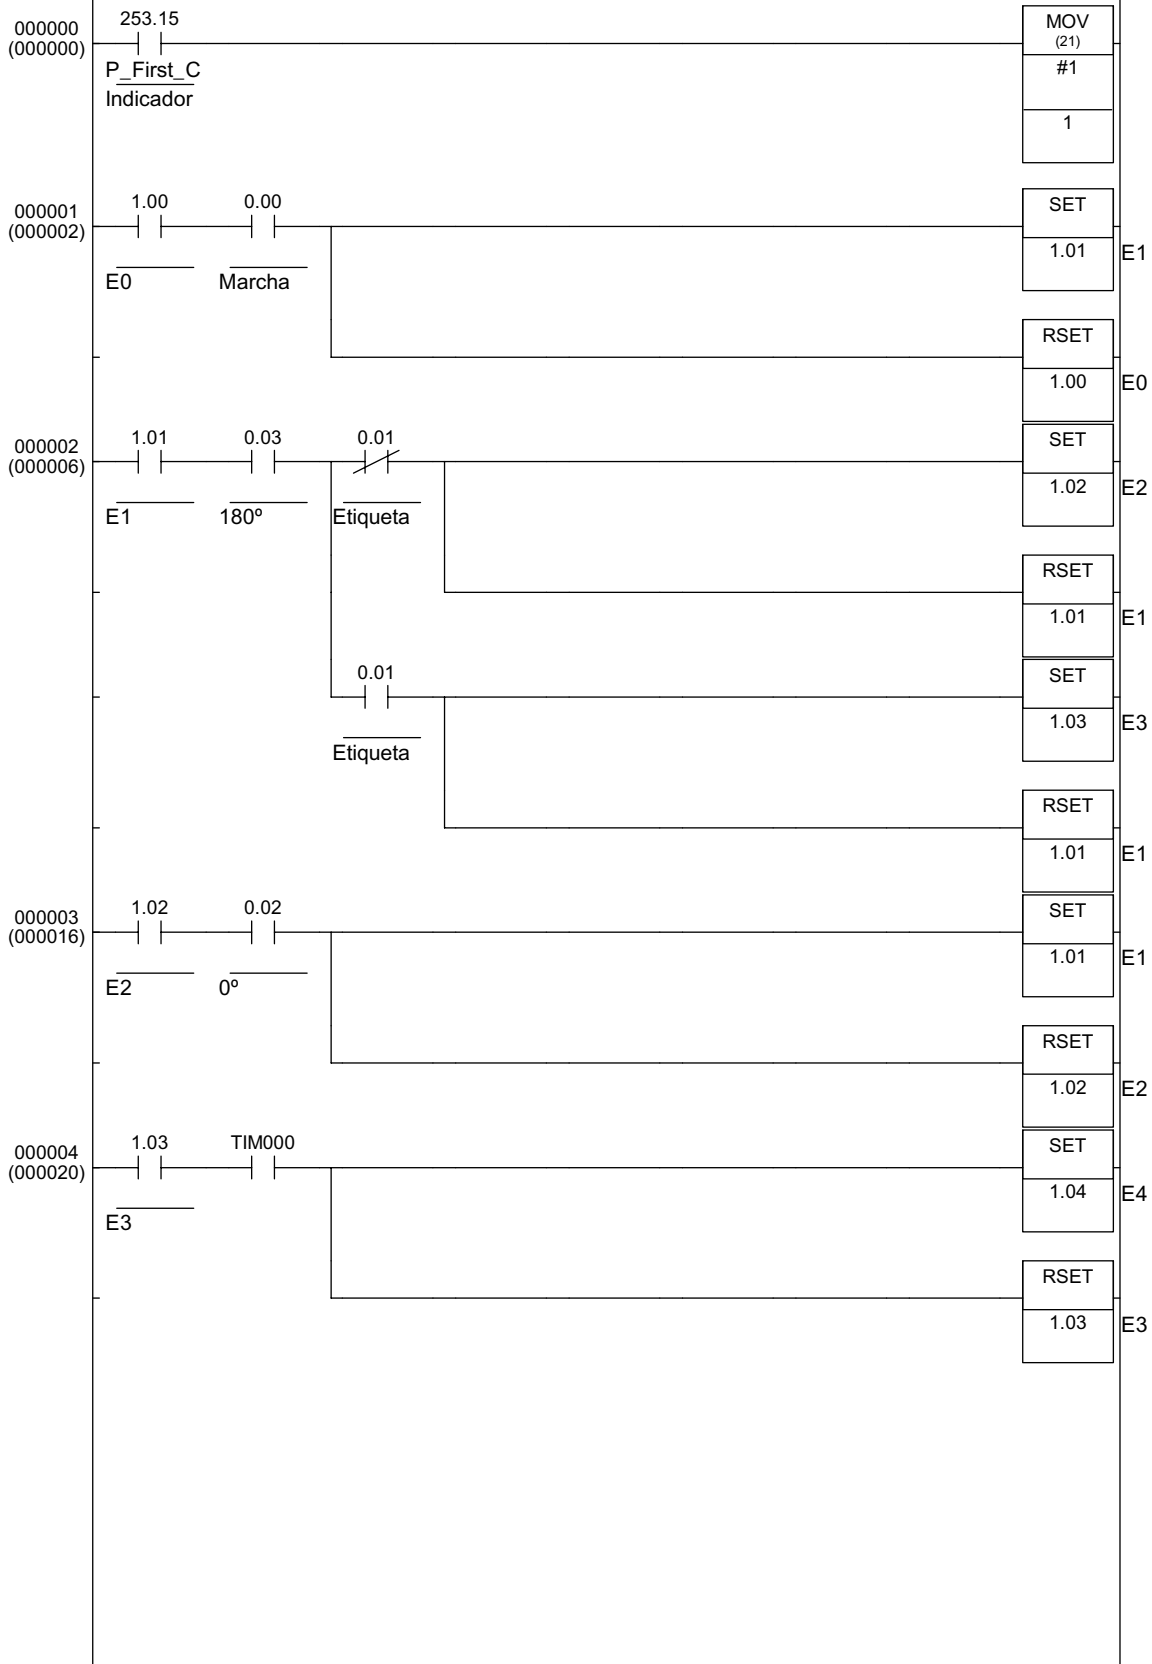 000000
(000000)
253.15
P_First_C
Indicador
MOV
(21)
#1
1
000001
(000002)
1.00
0.00
E0
Marcha
SET
1.01
E1
RSET
1.00
E0
000002
(000006)
1.01
0.03
0.01
E1
180º
Etiqueta
SET
1.02
E2
RSET
1.01
E1
0.01
Etiqueta
SET
1.03
E3
RSET
1.01
E1
000003
(000016)
1.02
0.02
E2
0º
SET
1.01
E1
RSET
1.02
E2
000004
(000020)
1.03
TIM000
E3
SET
1.04
E4
RSET
1.03
E3